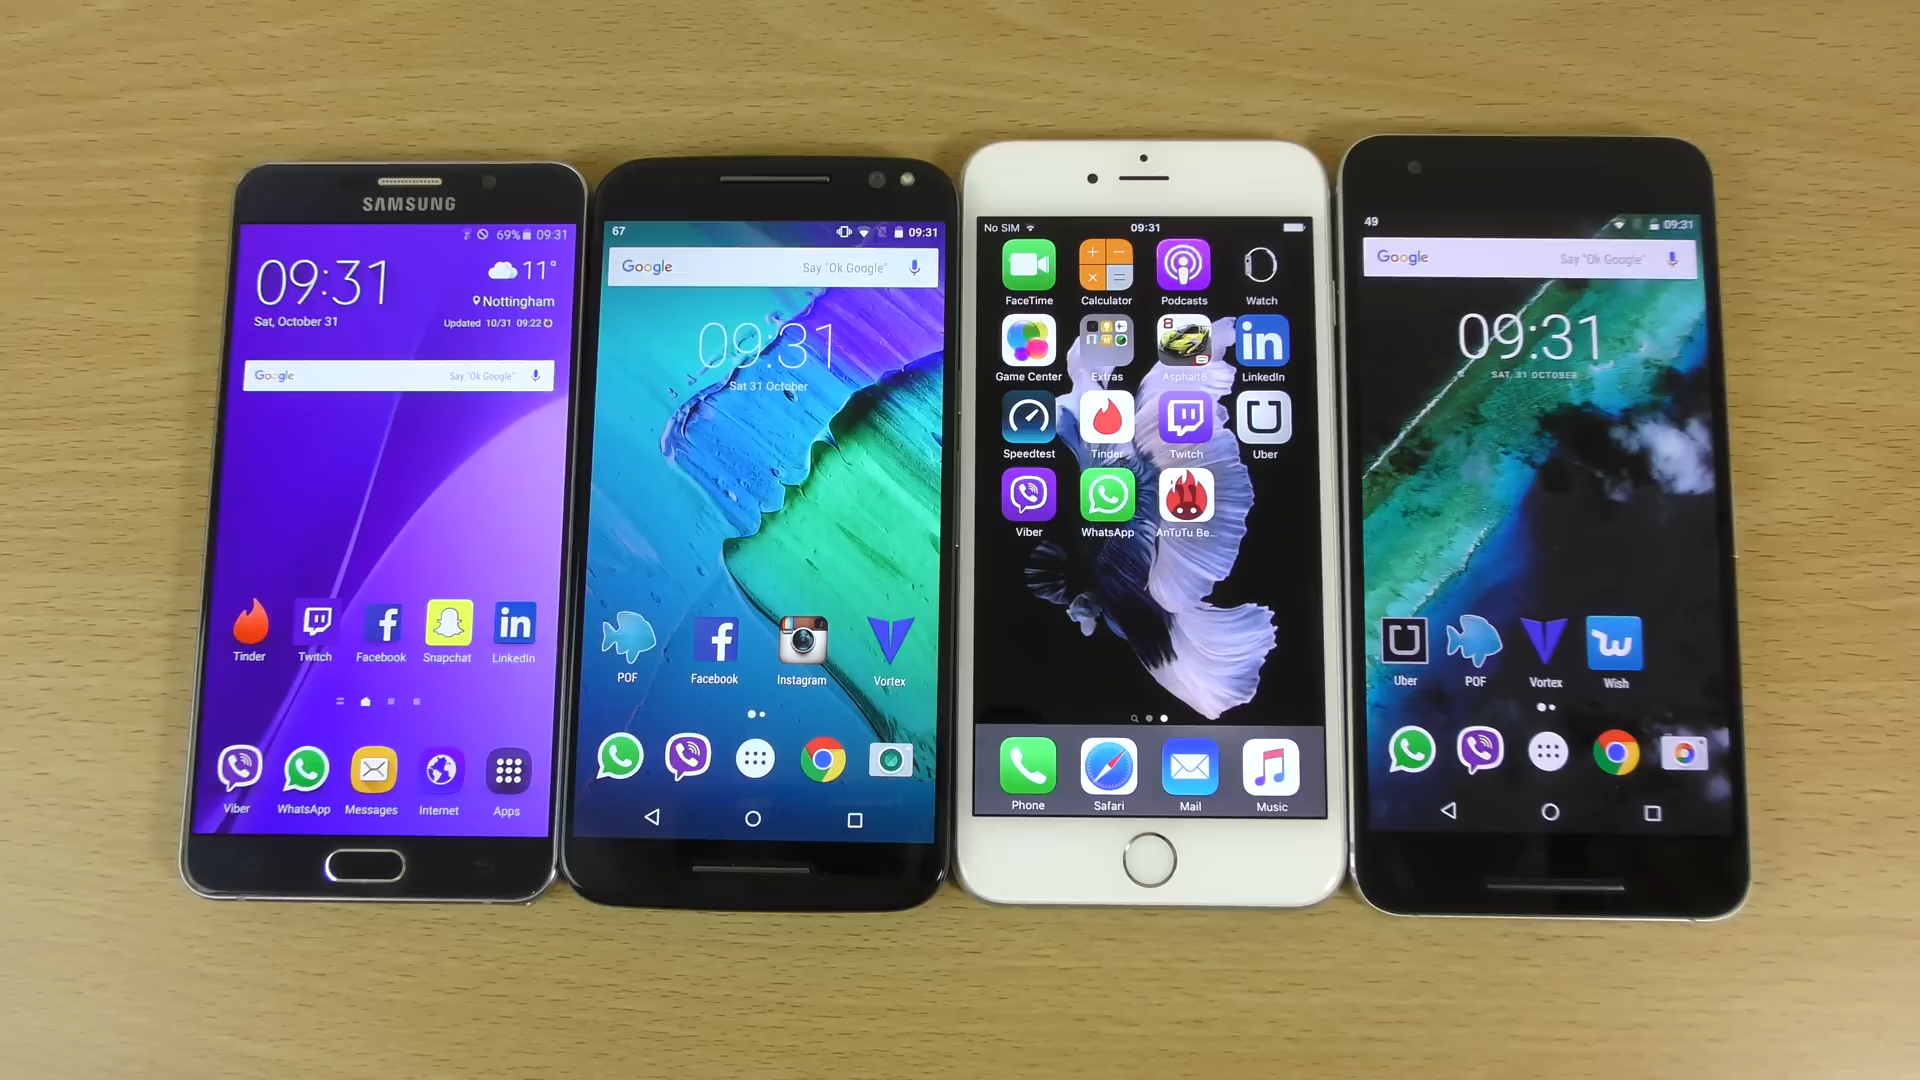 SAMSUNG
69% 09:31
09:31
Sat, October 31
11°
Nottingham
Updated 10/31 09:22
Google Say "Ok Google"
Tinder Twitch Facebook Snapchat LinkedIn
Viber WhatsApp Messages Internet Apps
67 09:31
Google Say "Ok Google"
09:31
Sat 31 October
POF Facebook Instagram Vortex
No SIM 09:31
FaceTime Calculator Podcasts Watch
8
Game Center Extras Asphalt8 LinkedIn
in
Speedtest Tinder Twitch Uber
Viber WhatsApp AnTuTu Be...
Phone Safari Mail Music
49 09:31
Google Say "Ok Google"
09:31
SAT, 31 OCTOBER
Uber POF Vortex Wish